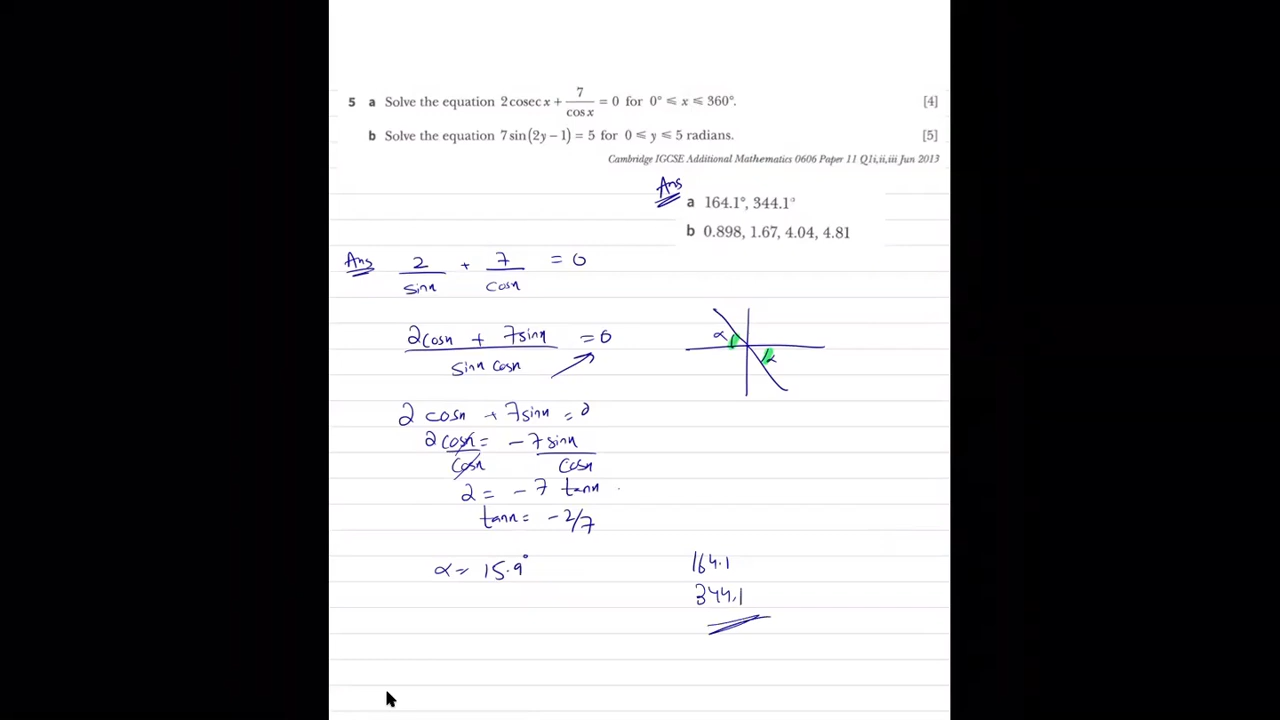 5 a Solve the equation 2 cosec x + 7/cos x = 0 for 0° ⩽ x ⩽ 360°. [4]
b Solve the equation 7 sin(2y − 1) = 5 for 0 ⩽ y ⩽ 5 radians. [5]
Cambridge IGCSE Additional Mathematics 0606 Paper 11 Q1i,ii,iii Jun 2013
Ans
a 164.1°, 344.1°
b 0.898, 1.67, 4.04, 4.81
Ans 2/sinx + 7/cosx = 0
2cosx + 7sinx / sinx cosx = 0
α
α
2 cosx + 7sinx = 0
2cosx/cosx = −7sinx/cosx
2 = −7 tanx
tanx = −2/7
α = 15.9°
164.1
344.1